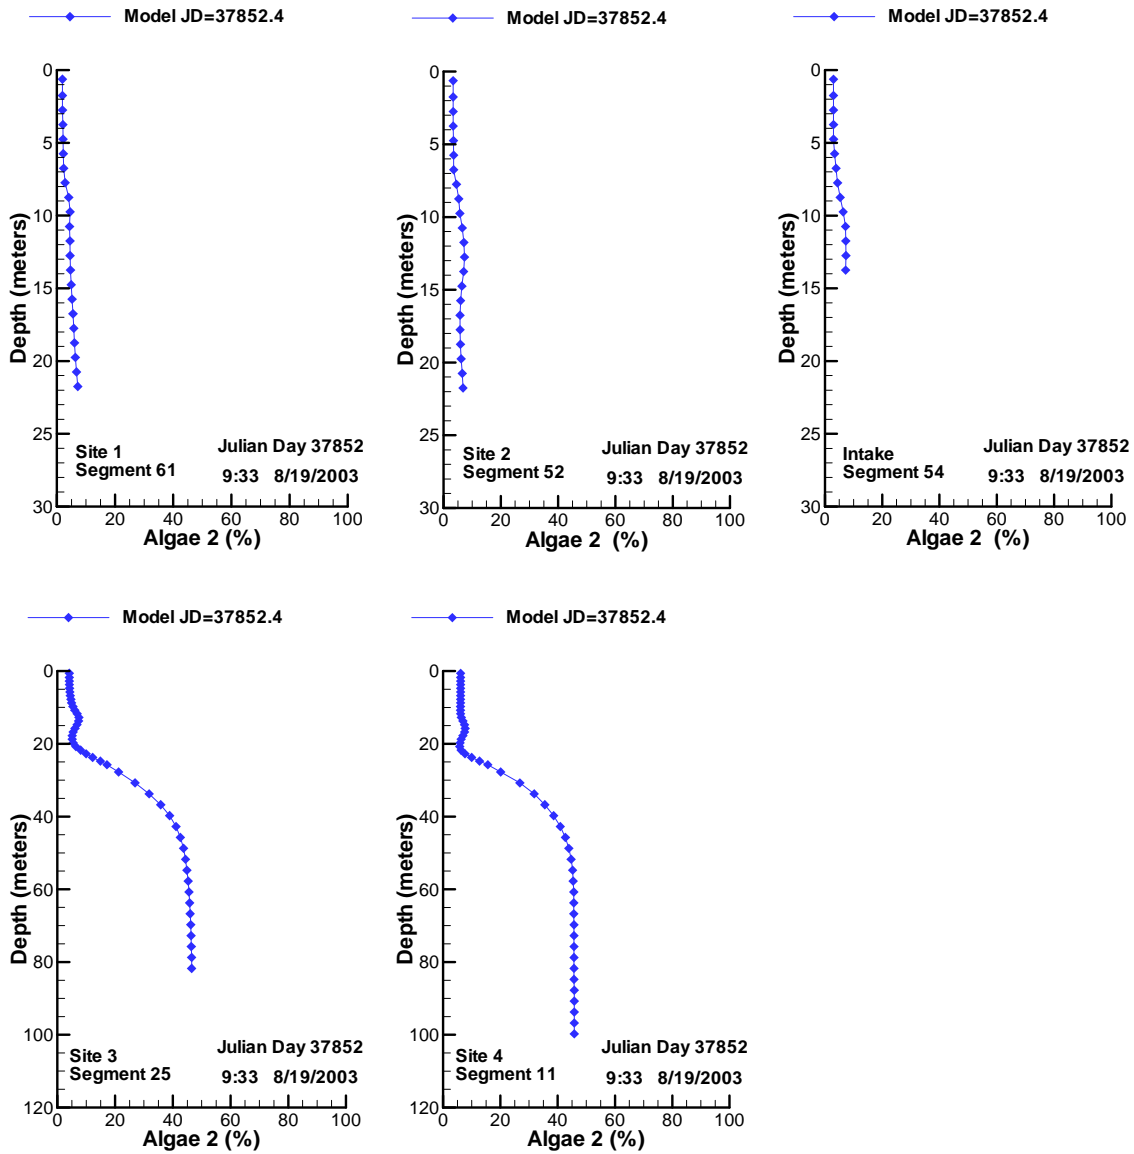 Model JD=37852.4
0
5
10
15
20
25
30
Depth (meters)
Site 1
Segment 61
Julian Day 37852
9:33 8/19/2003
0 20 40 60 80 100
Algae 2 (%)
Model JD=37852.4
0
5
10
15
20
25
30
Depth (meters)
Site 2
Segment 52
Julian Day 37852
9:33 8/19/2003
0 20 40 60 80 100
Algae 2 (%)
Model JD=37852.4
0
5
10
15
20
25
30
Depth (meters)
Intake
Segment 54
Julian Day 37852
9:33 8/19/2003
0 20 40 60 80 100
Algae 2 (%)
Model JD=37852.4
0
20
40
60
80
100
120
Depth (meters)
Site 3
Segment 25
Julian Day 37852
9:33 8/19/2003
0 20 40 60 80 100
Algae 2 (%)
Model JD=37852.4
0
20
40
60
80
100
120
Depth (meters)
Site 4
Segment 11
Julian Day 37852
9:33 8/19/2003
0 20 40 60 80 100
Algae 2 (%)